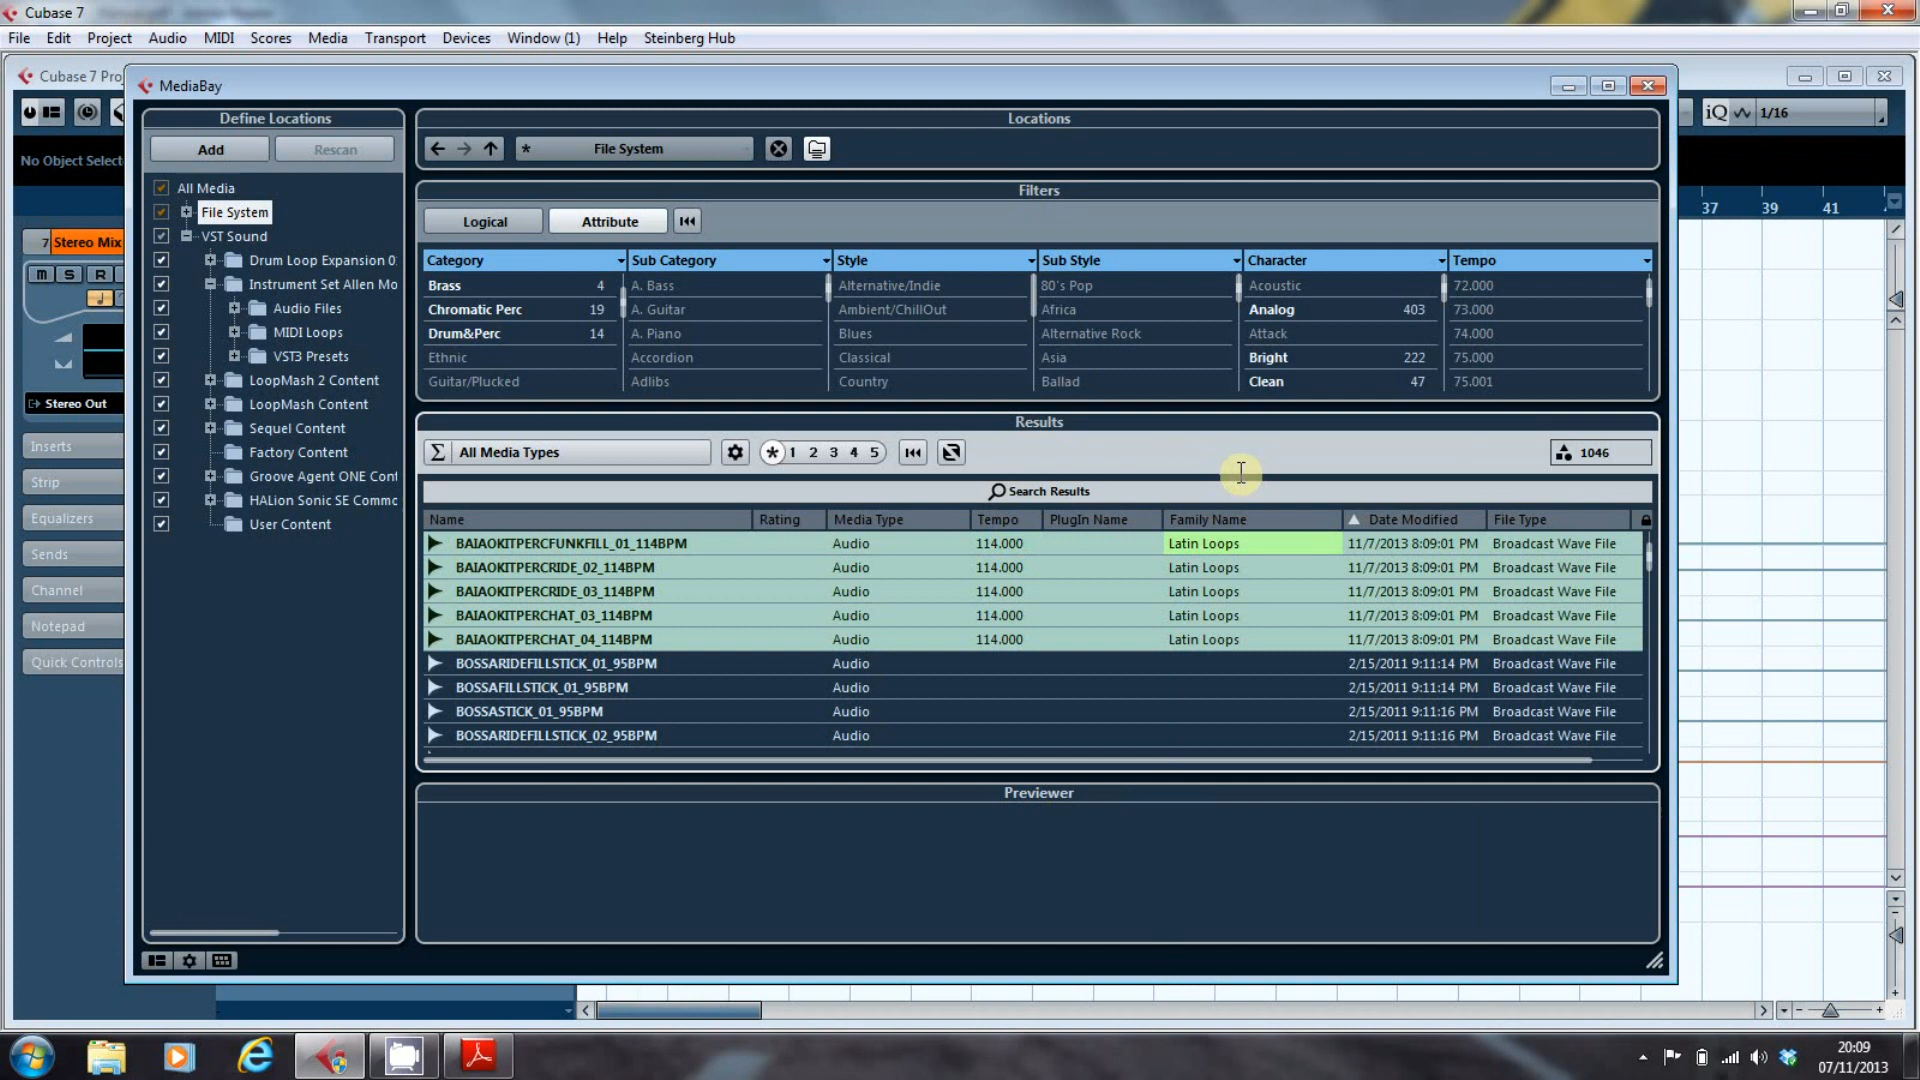 Cubase 7
File Edit Project Audio MIDI Scores Media Transport Devices Window (1) Help Steinberg Hub
Cubase 7 Pro
MediaBay
iQ 1/16
No Object Select
Define Locations
Add Rescan
All Media
File System
VST Sound
Drum Loop Expansion 0
Instrument Set Allen Mo
Audio Files
MIDI Loops
VST3 Presets
LoopMash 2 Content
LoopMash Content
Sequel Content
Factory Content
Groove Agent ONE Cont
HALion Sonic SE Commo
User Content
7 Stereo Mix
m S R
Stereo Out
Inserts
Strip
Equalizers
Sends
Channel
Notepad
Quick Controls
Locations
* File System
Filters
Logical Attribute
Category Sub Category Style Sub Style Character Tempo
Brass 4 A. Bass Alternative/Indie 80's Pop Acoustic 72.000
Chromatic Perc 19 A. Guitar Ambient/ChillOut Africa Analog 403 73.000
Drum&Perc 14 A. Piano Blues Alternative Rock Attack 74.000
Ethnic Accordion Classical Asia Bright 222 75.000
Guitar/Plucked Adlibs Country Ballad Clean 47 75.001
Results
Σ All Media Types * 1 2 3 4 5 1046
Search Results
Name Rating Media Type Tempo PlugIn Name Family Name Date Modified File Type
BAIAOKITPERCFUNKFILL_01_114BPM Audio 114.000 Latin Loops 11/7/2013 8:09:01 PM Broadcast Wave File
BAIAOKITPERCRIDE_02_114BPM Audio 114.000 Latin Loops 11/7/2013 8:09:01 PM Broadcast Wave File
BAIAOKITPERCRIDE_03_114BPM Audio 114.000 Latin Loops 11/7/2013 8:09:01 PM Broadcast Wave File
BAIAOKITPERCHAT_03_114BPM Audio 114.000 Latin Loops 11/7/2013 8:09:01 PM Broadcast Wave File
BAIAOKITPERCHAT_04_114BPM Audio 114.000 Latin Loops 11/7/2013 8:09:01 PM Broadcast Wave File
BOSSARIDEFILLSTICK_01_95BPM Audio 2/15/2011 9:11:14 PM Broadcast Wave File
BOSSAFILLSTICK_01_95BPM Audio 2/15/2011 9:11:14 PM Broadcast Wave File
BOSSASTICK_01_95BPM Audio 2/15/2011 9:11:16 PM Broadcast Wave File
BOSSARIDEFILLSTICK_02_95BPM Audio 2/15/2011 9:11:16 PM Broadcast Wave File
Previewer
37 39 41
20:09
07/11/2013